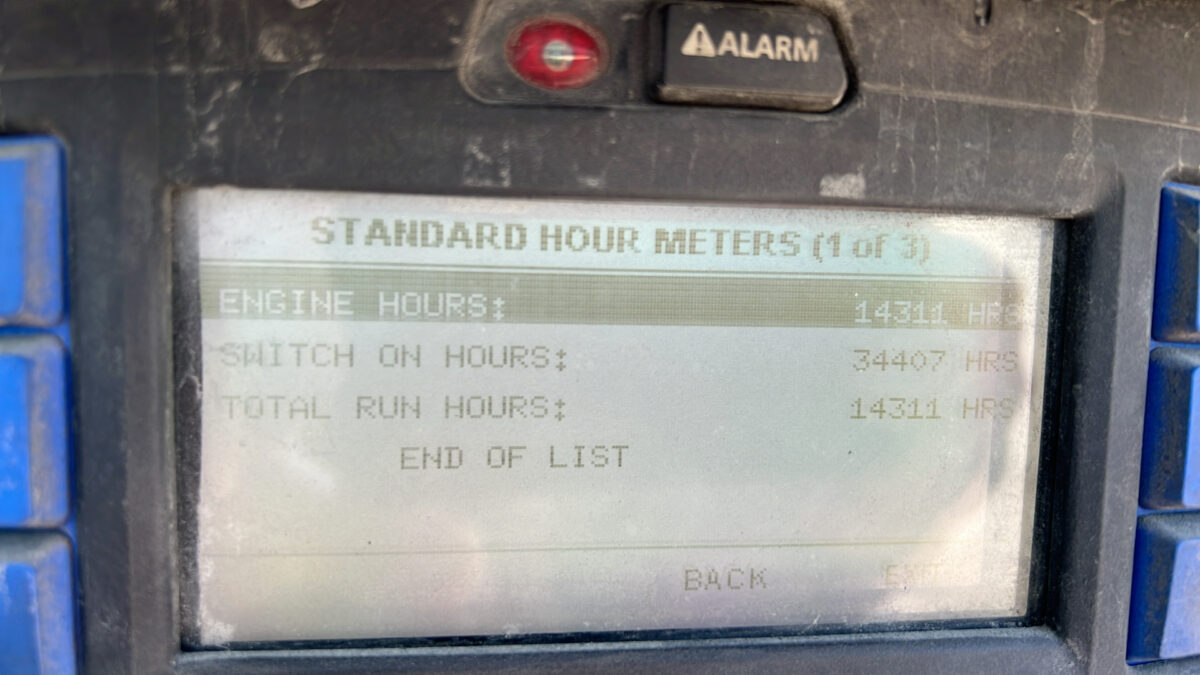 ALARM
STANDARD HOUR METERS (1 of 3)
ENGINE HOURS: 14311 HRS
SWITCH ON HOURS: 34407 HRS
TOTAL RUN HOURS: 14311 HRS
END OF LIST
BACK EXIT